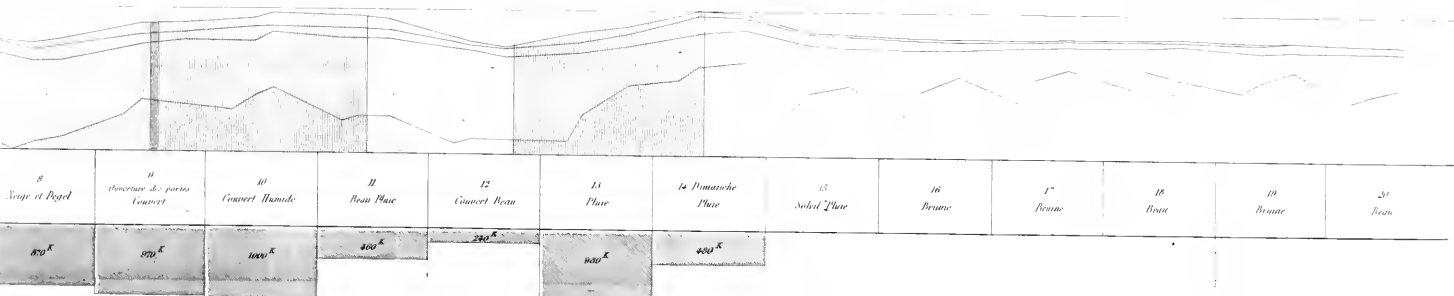 8
Neige et Dégel
9
Ouverture des portes
Couvert
10
Couvert Humide
11
Beau Pluie
12
Couvert Beau
13
Pluie
14 Dimanche
Pluie
15
Soleil Pluie
16
Brume
17
Brume
18
Beau
19
Brume
20
Beau
870 K
970 K
1000 K
460 K
240 K
930 K
480 K